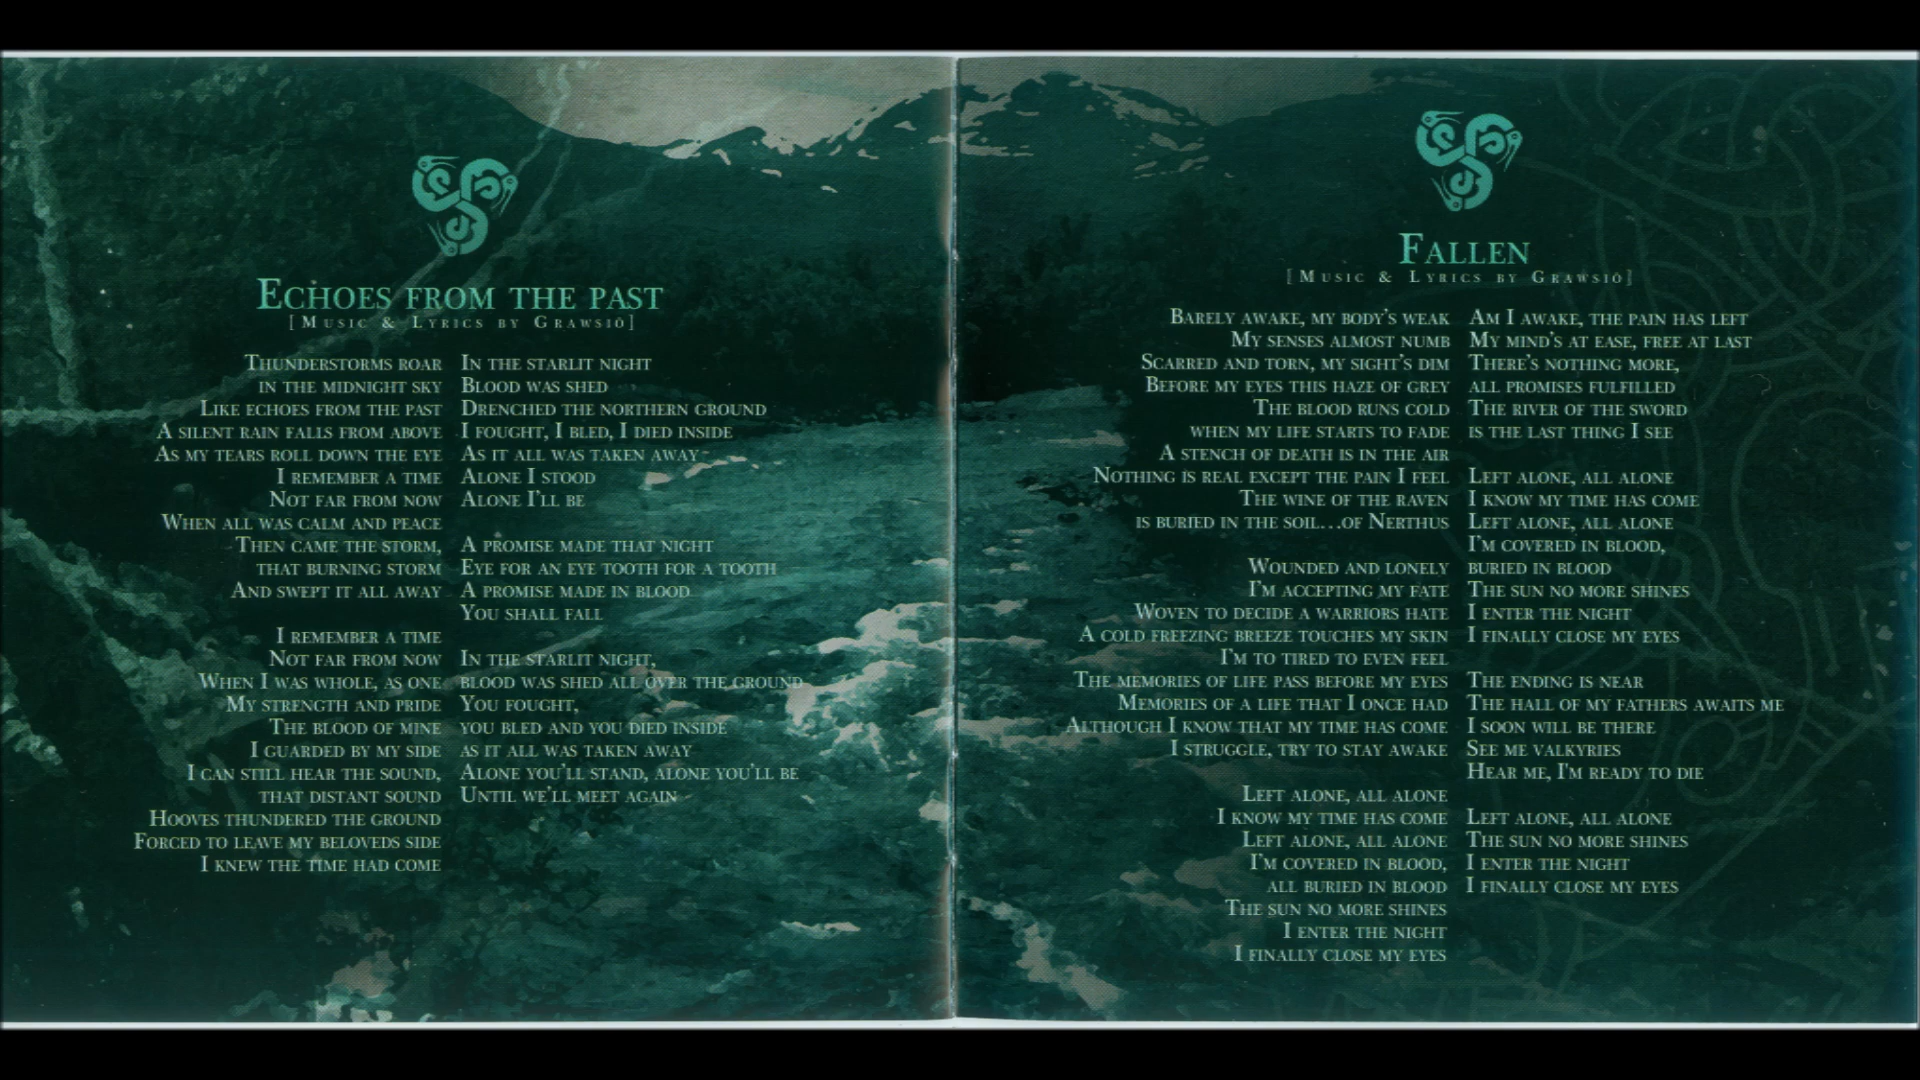 Echoes from the past
[Music & Lyrics by Grawsiö]
Thunderstorms roar
in the midnight sky
Like echoes from the past
A silent rain falls from above
As my tears roll down the eye
I remember a time
Not far from now
When all was calm and peace
Then came the storm,
that burning storm
And swept it all away
I remember a time
Not far from now
When I was whole, as one
My strength and pride
The blood of mine
I guarded by my side
I can still hear the sound,
that distant sound
Hooves thundered the ground
Forced to leave my beloveds side
I knew the time had come
In the starlit night
Blood was shed
Drenched the northern ground
I fought, I bled, I died inside
As it all was taken away
Alone I stood
Alone I'll be
A promise made that night
Eye for an eye tooth for a tooth
A promise made in blood
You shall fall
In the starlit night,
blood was shed all over the ground
You fought,
you bled and you died inside
as it all was taken away
Alone you'll stand, alone you'll be
Until we'll meet again
Fallen
[Music & Lyrics by Grawsiö]
Barely awake, my body's weak
My senses almost numb
Scarred and torn, my sight's dim
Before my eyes this haze of grey
The blood runs cold
when my life starts to fade
A stench of death is in the air
Nothing is real except the pain I feel
The wine of the raven
is buried in the soil...of Nerthus
Wounded and lonely
I'm accepting my fate
Woven to decide a warriors hate
A cold freezing breeze touches my skin
I'm to tired to even feel
The memories of life pass before my eyes
Memories of a life that I once had
Although I know that my time has come
I struggle, try to stay awake
Left alone, all alone
I know my time has come
Left alone, all alone
I'm covered in blood,
all buried in blood
The sun no more shines
I enter the night
I finally close my eyes
Am I awake, the pain has left
My mind's at ease, free at last
There's nothing more,
all promises fulfilled
The river of the sword
is the last thing I see
Left alone, all alone
I know my time has come
Left alone, all alone
I'm covered in blood,
buried in blood
The sun no more shines
I enter the night
I finally close my eyes
The ending is near
The hall of my fathers awaits me
I soon will be there
See me valkyries
Hear me, I'm ready to die
Left alone, all alone
The sun no more shines
I enter the night
I finally close my eyes